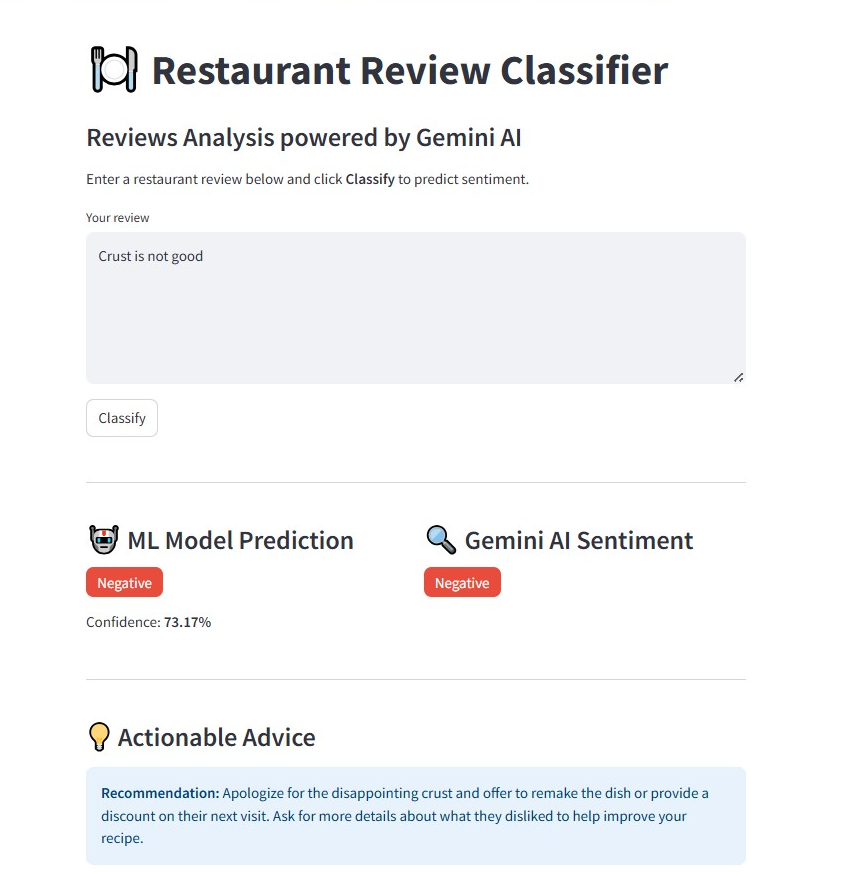 Restaurant Review Classifier
Reviews Analysis powered by Gemini AI
Enter a restaurant review below and click Classify to predict sentiment.
Your review
Crust is not good
Classify
ML Model Prediction
Negative
Confidence: 73.17%
Gemini AI Sentiment
Negative
Actionable Advice
Recommendation: Apologize for the disappointing crust and offer to remake the dish or provide a
discount on their next visit. Ask for more details about what they disliked to help improve your
recipe.